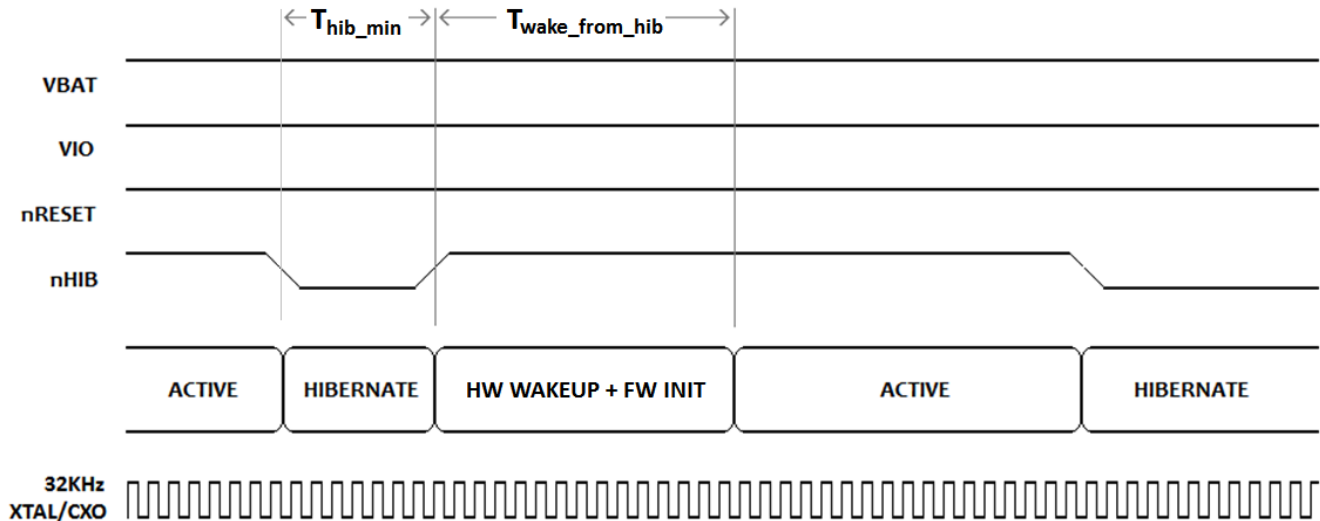 T_hib_min T_wake_from_hib
VBAT
VIO
nRESET
nHIB
ACTIVE HIBERNATE HW WAKEUP + FW INIT ACTIVE HIBERNATE
32KHz
XTAL/CXO